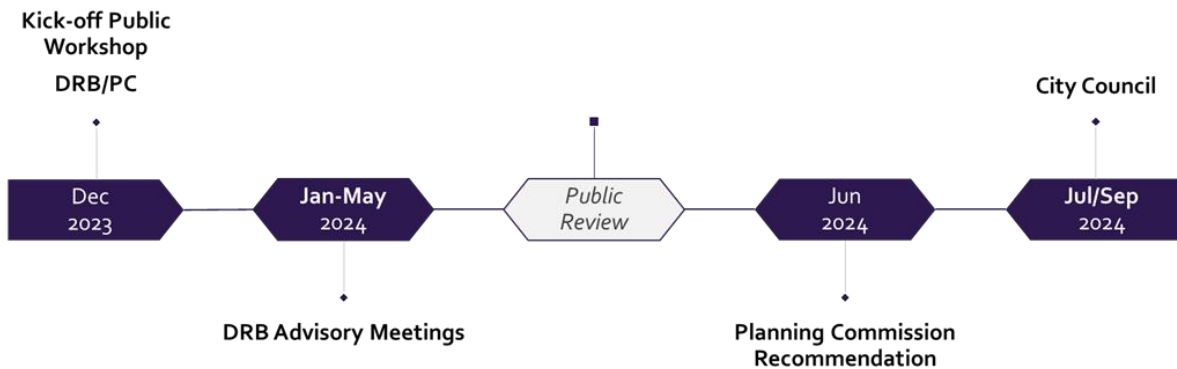 Kick-off Public
Workshop
DRB/PC
City Council
Dec
2023
Jan-May
2024
Public
Review
Jun
2024
Jul/Sep
2024
DRB Advisory Meetings
Planning Commission
Recommendation